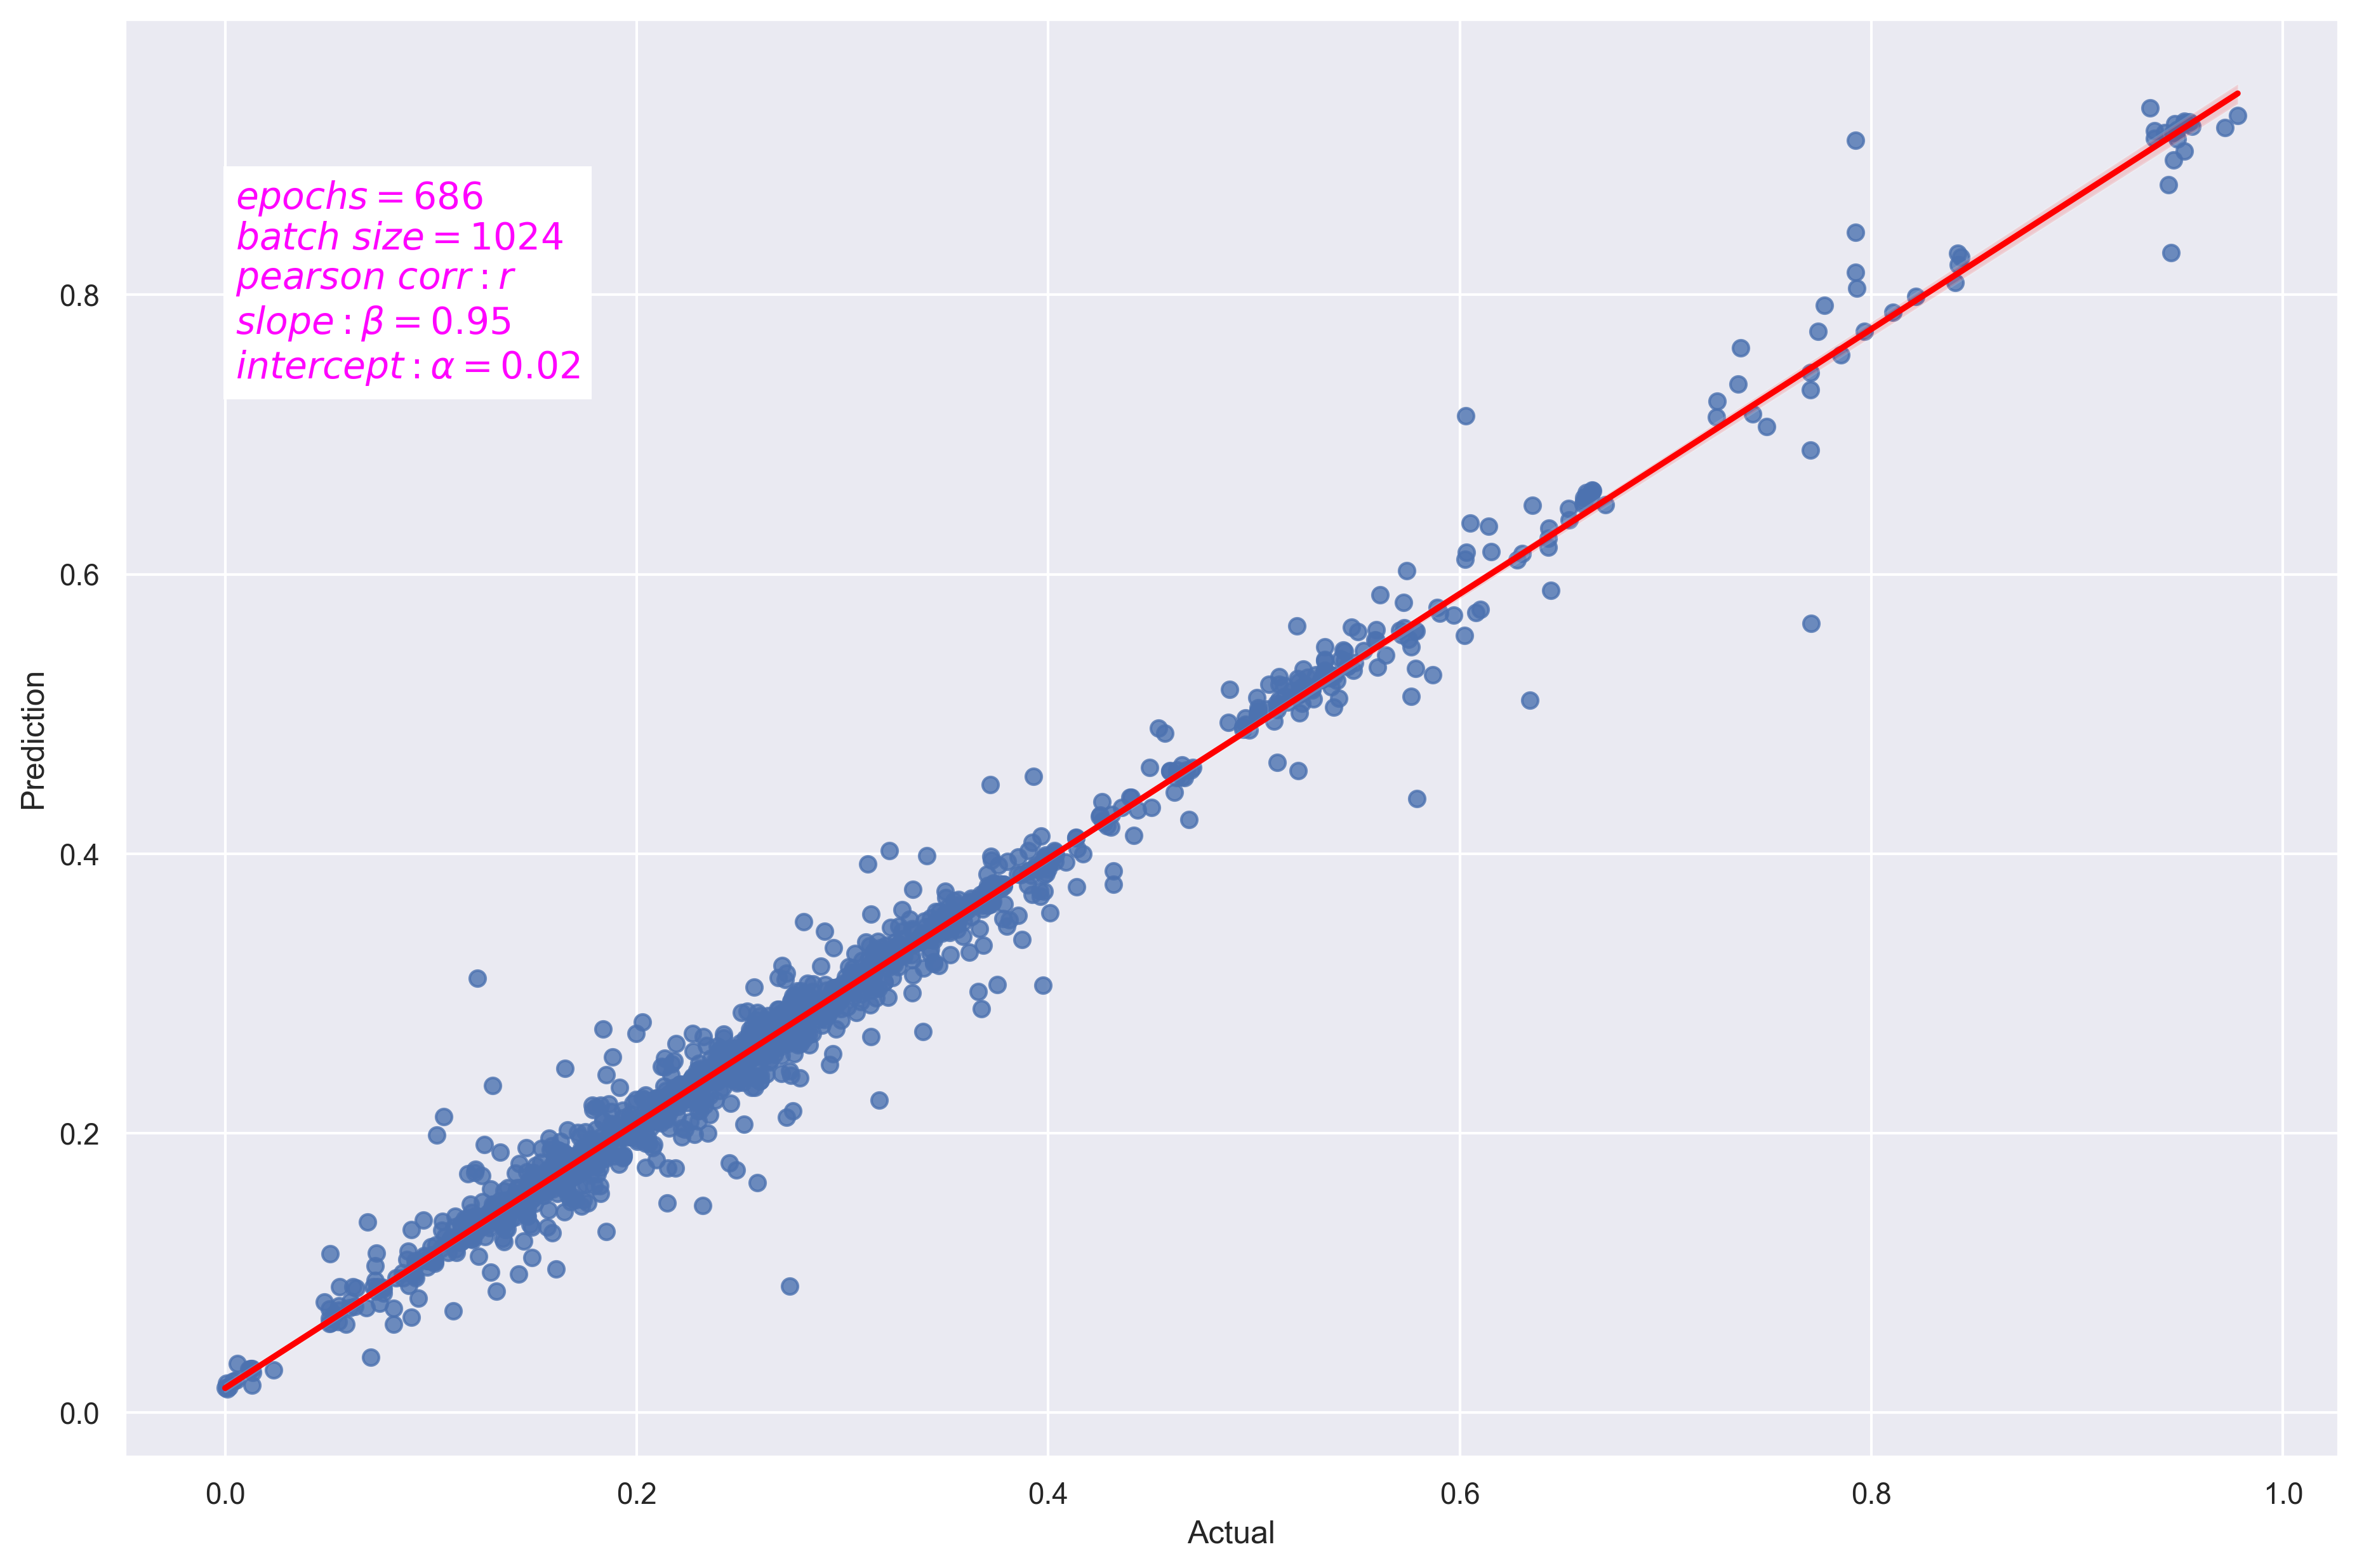 epochs = 686
batch size = 1024
pearson corr : r
slope : β = 0.95
intercept : α = 0.02
0.8
0.6
0.4
0.2
0.0
Prediction
0.0 0.2 0.4 0.6 0.8 1.0
Actual